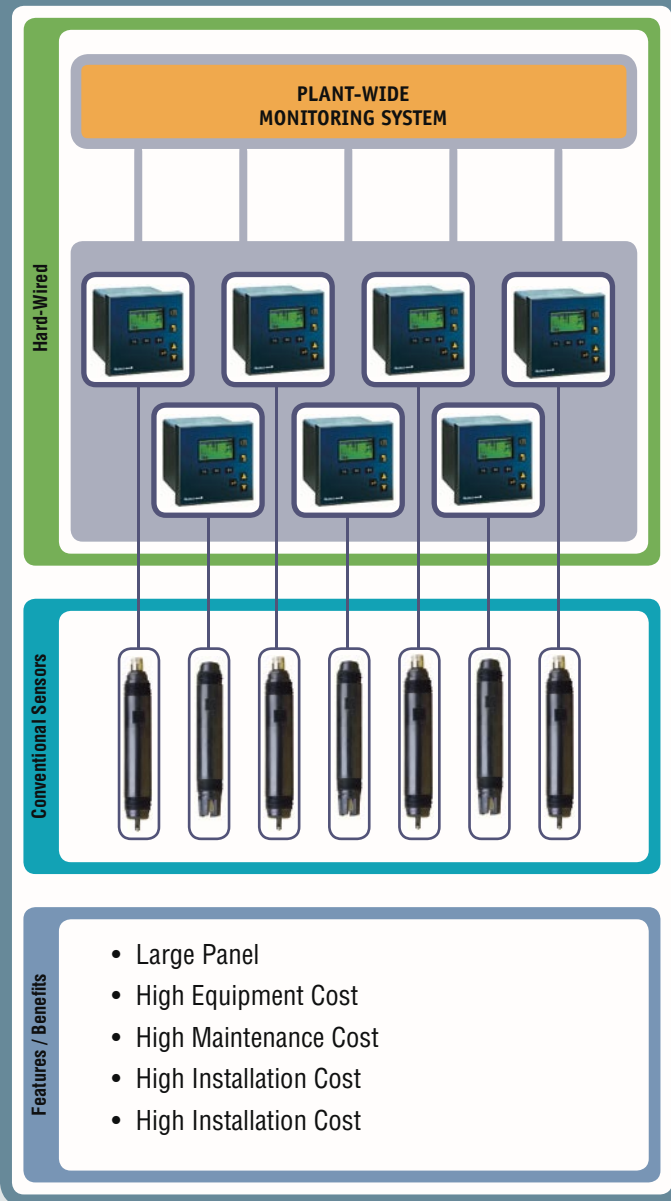 PLANT-WIDE
MONITORING SYSTEM
Hard-Wired
Conventional Sensors
Features / Benefits
• Large Panel
• High Equipment Cost
• High Maintenance Cost
• High Installation Cost
• High Installation Cost